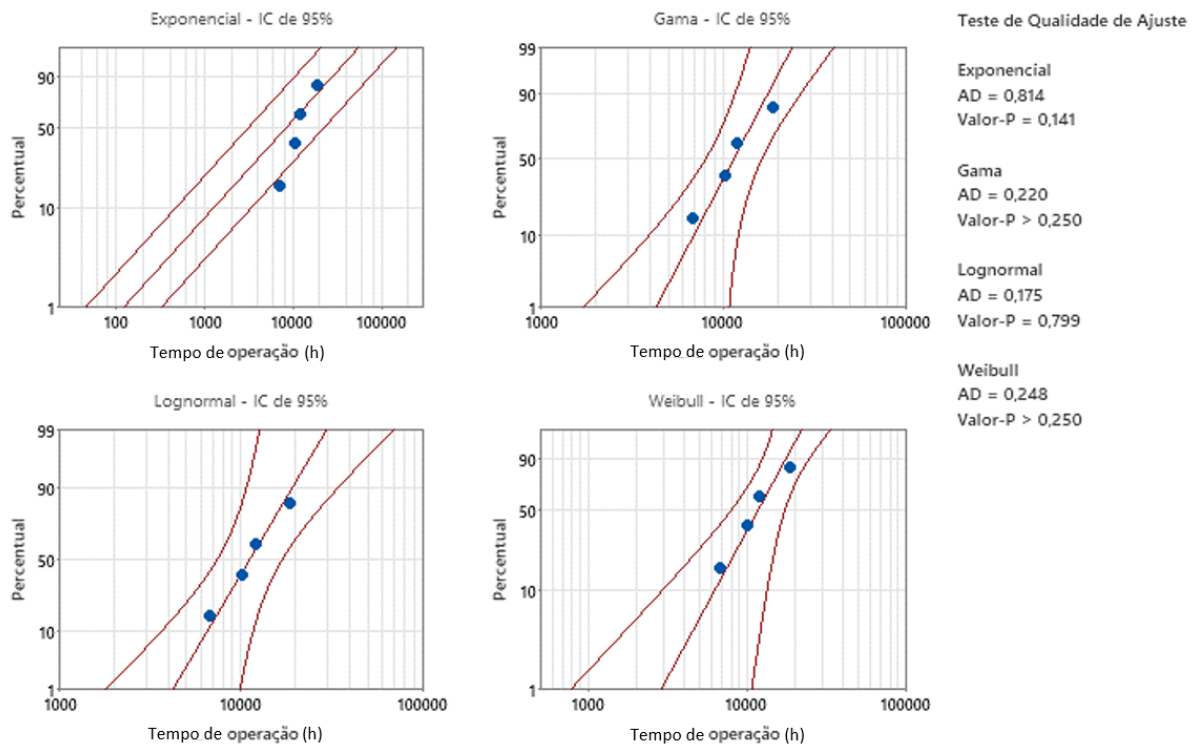 Exponencial - IC de 95%
Percentual
90
50
10
1
100 1000 10000 100000
Tempo de operação (h)
Gama - IC de 95%
Percentual
99
90
50
10
1
1000 10000 100000
Tempo de operação (h)
Lognormal - IC de 95%
Percentual
99
90
50
10
1
1000 10000 100000
Tempo de operação (h)
Weibull - IC de 95%
Percentual
90
50
10
1
1000 10000 100000
Tempo de operação (h)
Teste de Qualidade de Ajuste
Exponencial
AD = 0,814
Valor-P = 0,141
Gama
AD = 0,220
Valor-P > 0,250
Lognormal
AD = 0,175
Valor-P = 0,799
Weibull
AD = 0,248
Valor-P > 0,250